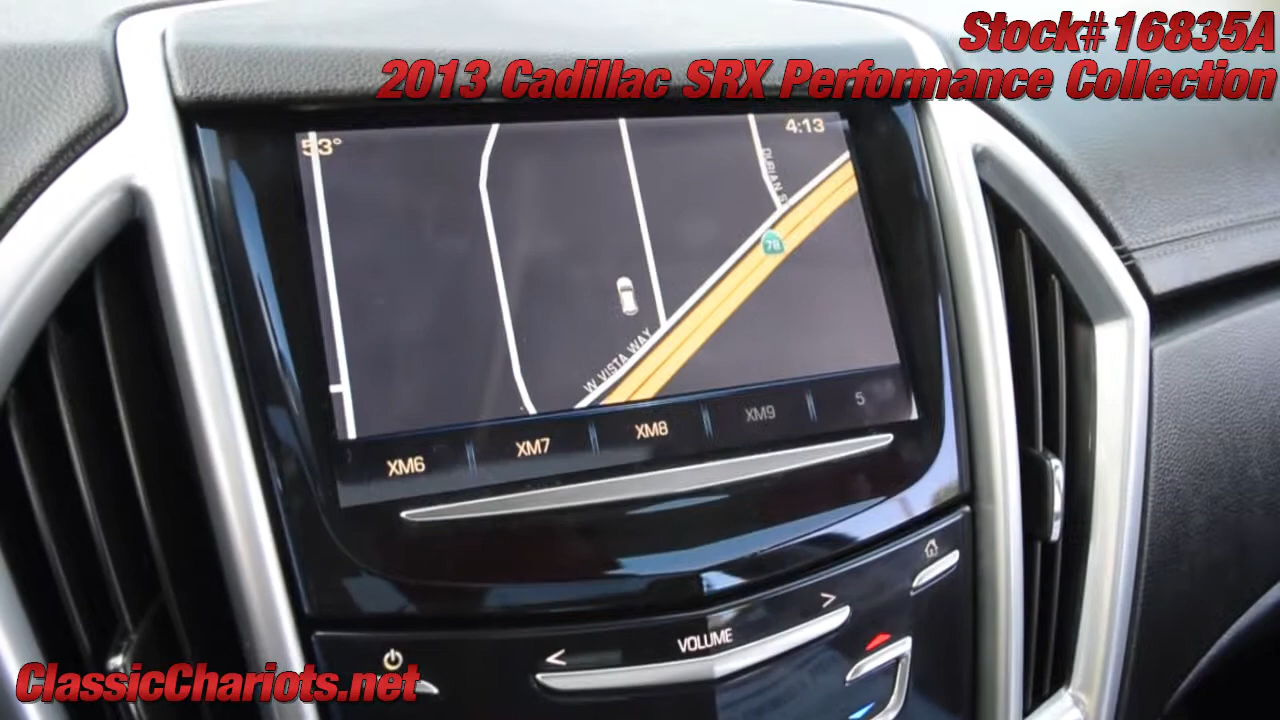 Stock# 16835A
2013 Cadillac SRX Performance Collection
53°
4:13
DURIAN S
78
W VISTA WAY
XM6 XM7 XM8 XM9 5
< VOLUME >
ClassicChariots.net